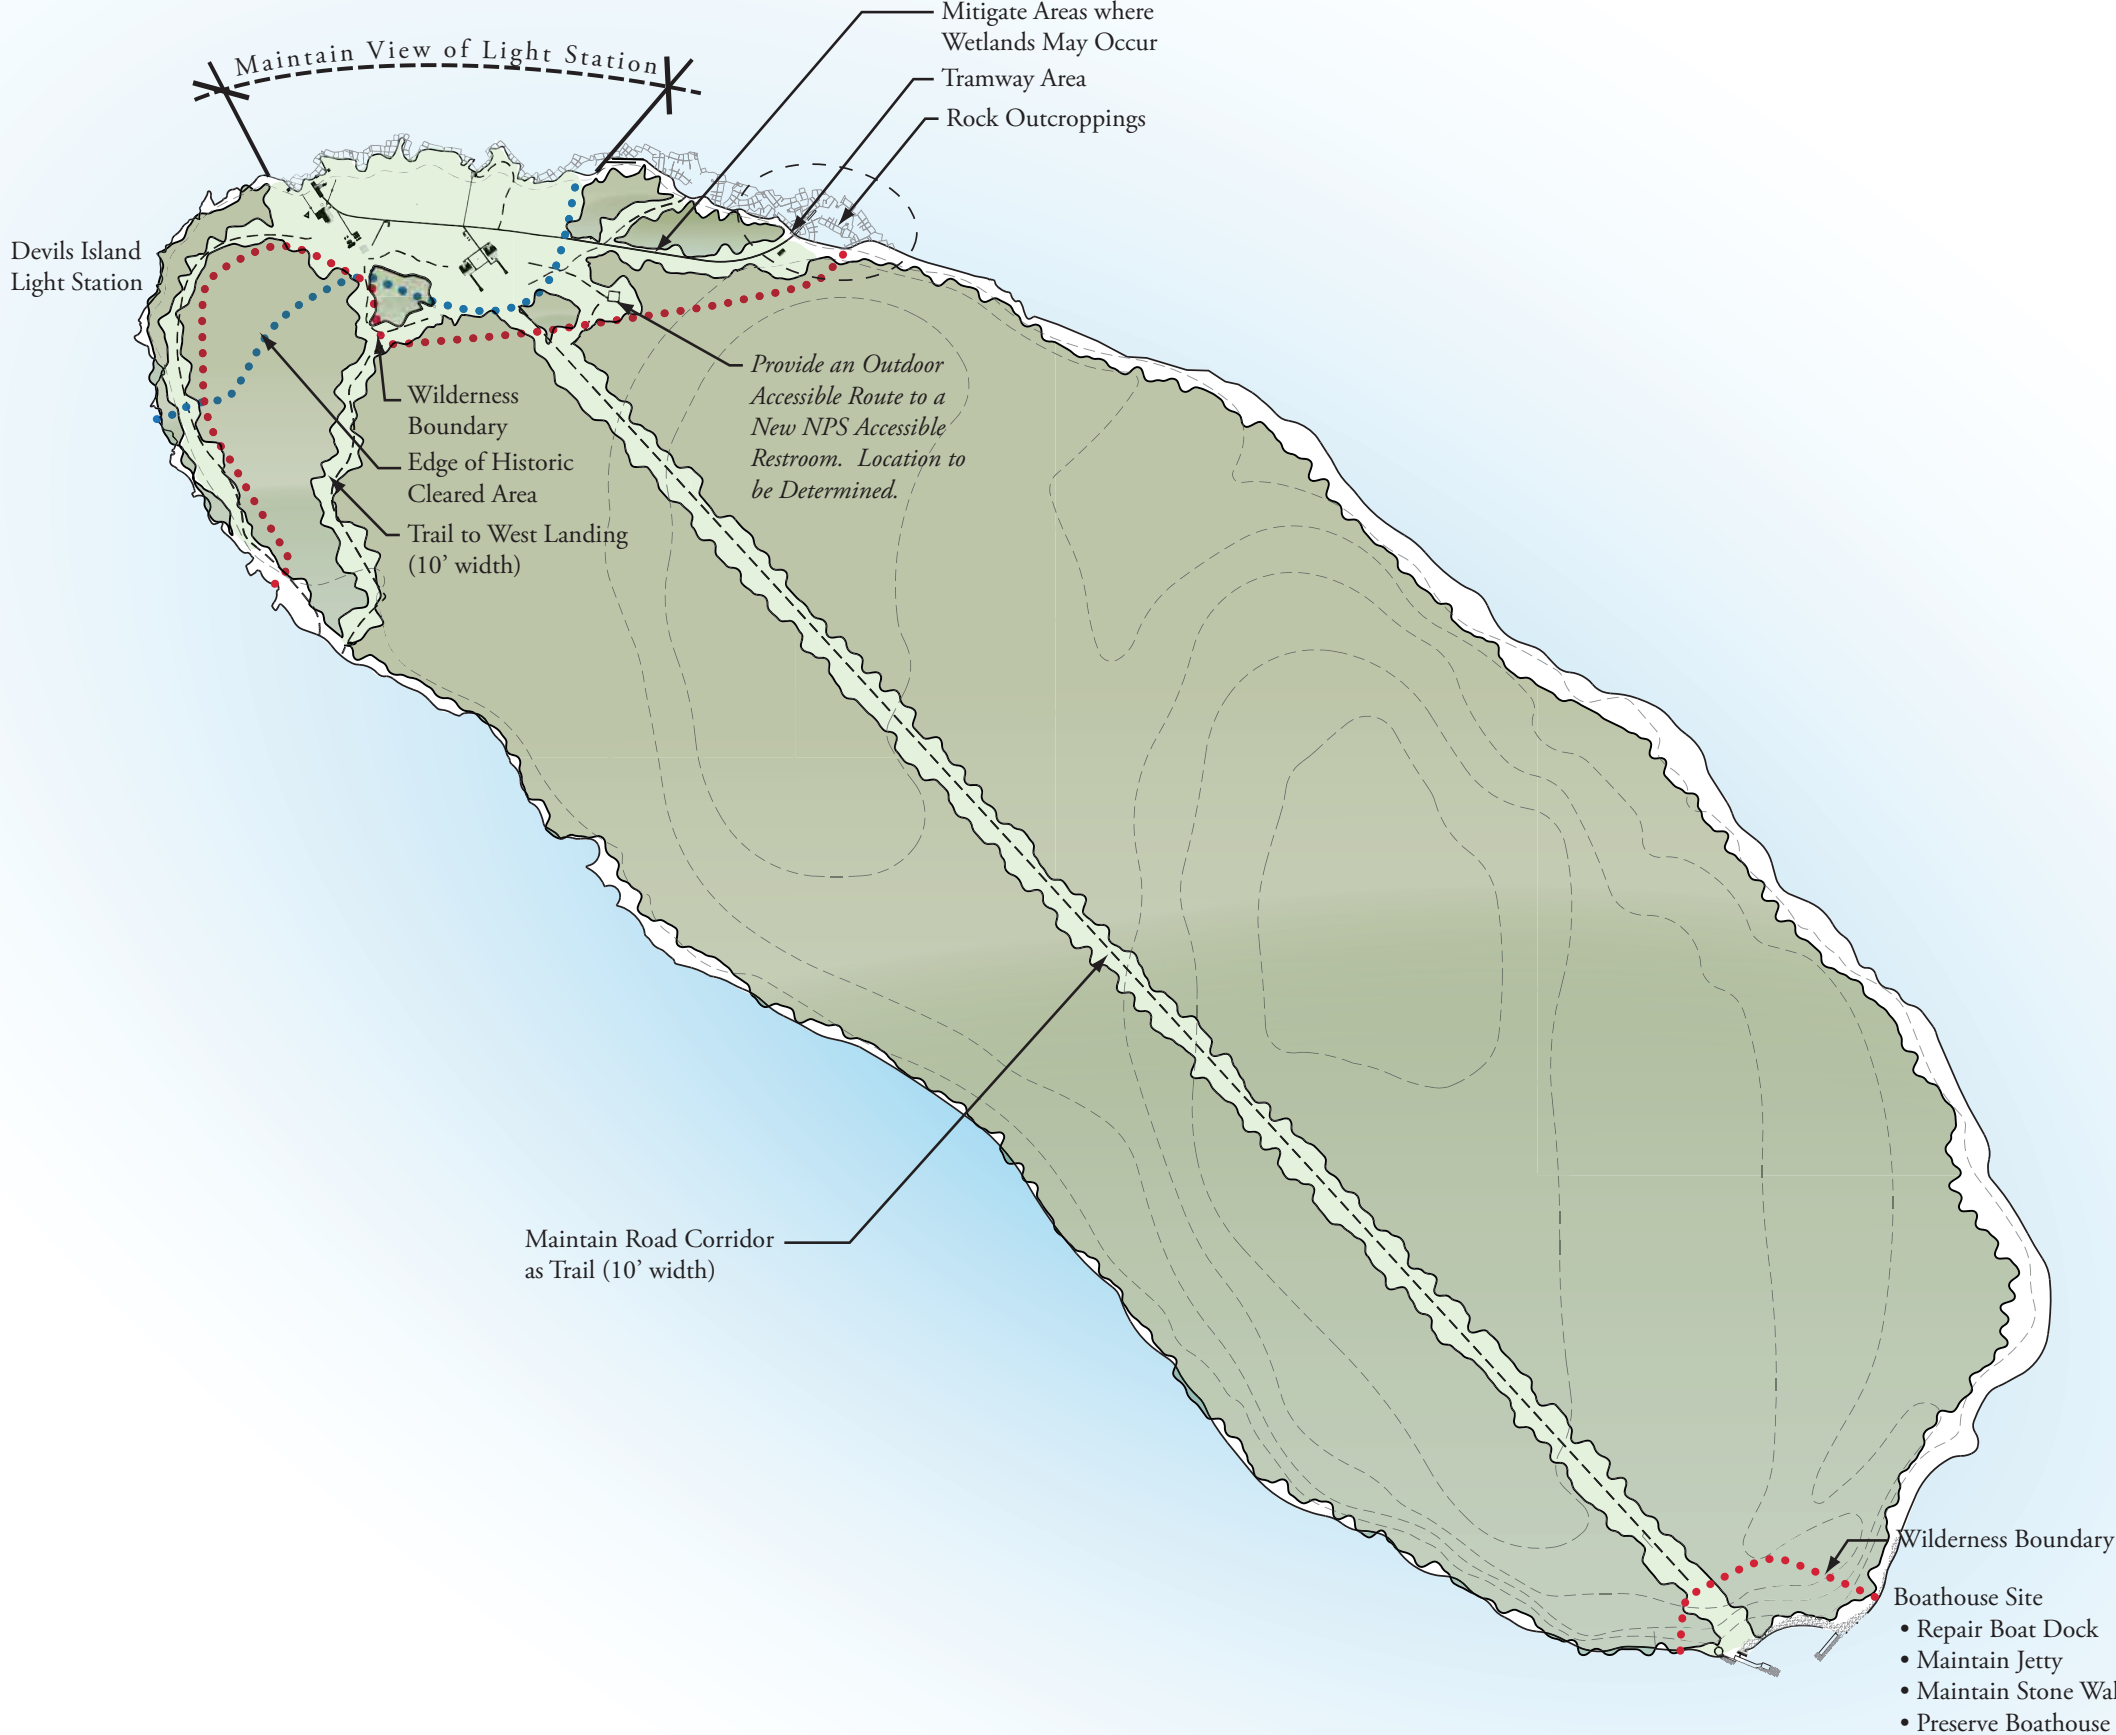 Mitigate Areas where
Wetlands May Occur
Maintain View of Light Station
Tramway Area
Rock Outcroppings
Devils Island
Light Station
Provide an Outdoor
Accessible Route to a
New NPS Accessible
Restroom. Location to
be Determined.
Wilderness
Boundary
Edge of Historic
Cleared Area
Trail to West Landing
(10’ width)
Maintain Road Corridor
as Trail (10’ width)
Wilderness Boundary
Boathouse Site
• Repair Boat Dock
• Maintain Jetty
• Maintain Stone
• Preserve Boathouse